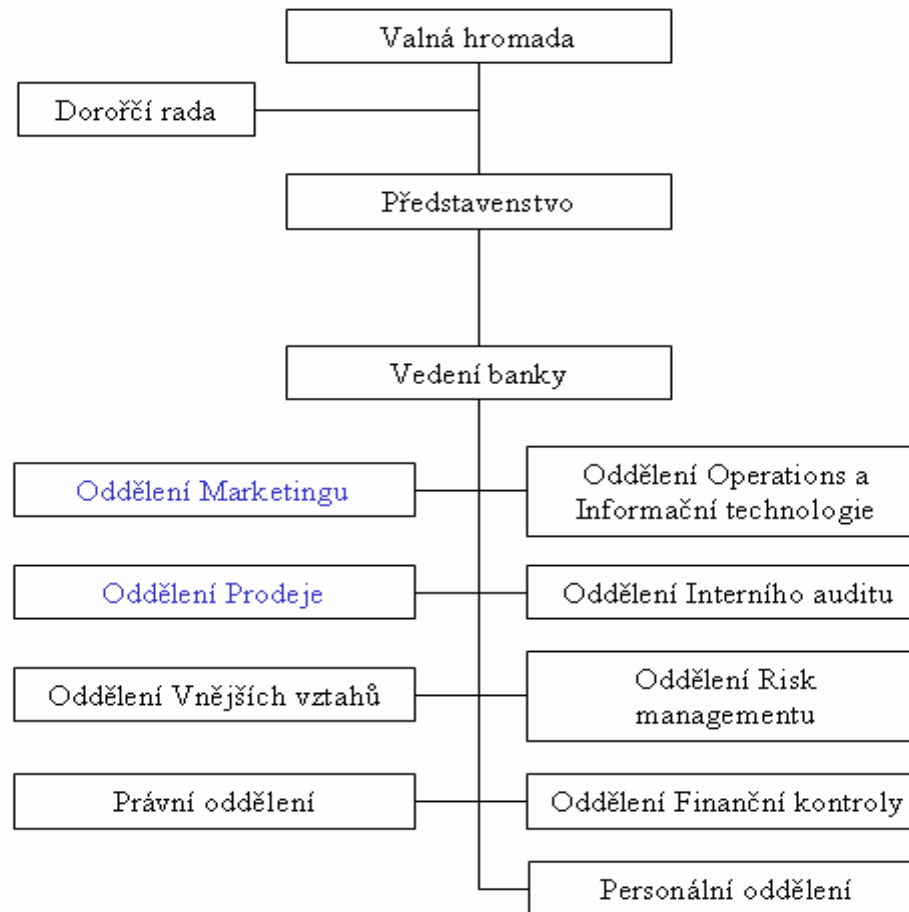 Valná hromada
Dorořčí rada
Představenstvo
Vedení banky
Oddělení Marketingu
Oddělení Operations a
Informační technologie
Oddělení Prodeje
Oddělení Interního auditu
Oddělení Vnějších vztahů
Oddělení Risk
managementu
Právní oddělení
Oddělení Finanční kontroly
Personální oddělení